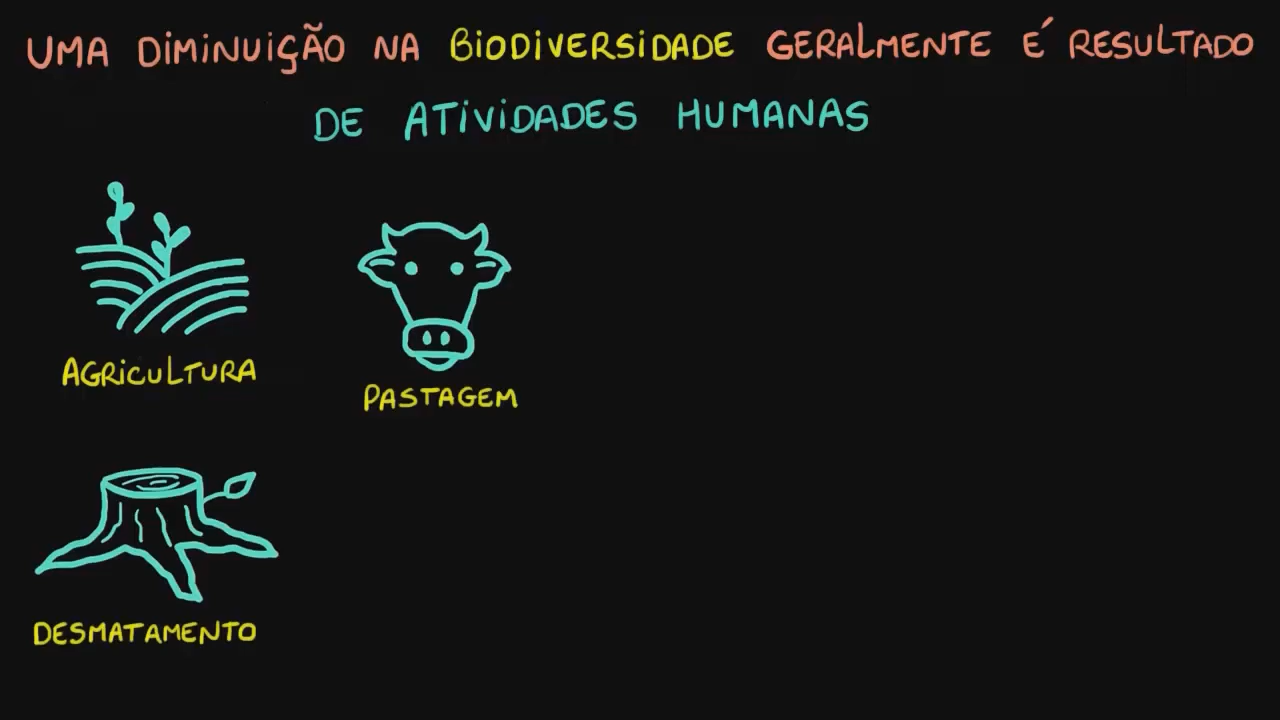 UMA DIMINUIÇÃO NA BIODIVERSIDADE GERALMENTE É RESULTADO
DE ATIVIDADES HUMANAS
AGRICULTURA
PASTAGEM
DESMATAMENTO